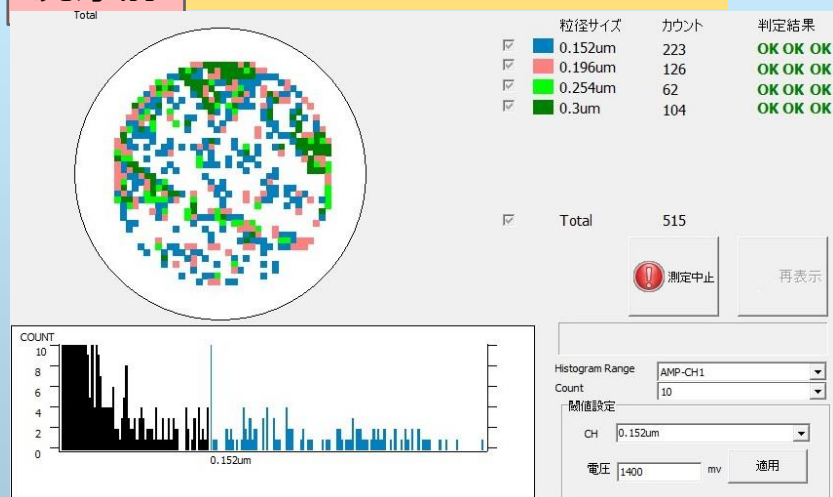 Total
粒径サイズ カウント 判定結果
0.152um 223 OK OK OK
0.196um 126 OK OK OK
0.254um 62 OK OK OK
0.3um 104 OK OK OK
Total 515
測定中止 再表示
COUNT
10
8
6
4
2
0
0.152um
Histogram Range AMP-CH1
Count 10
閾値設定
CH 0.152um
電圧 1400 mv 適用